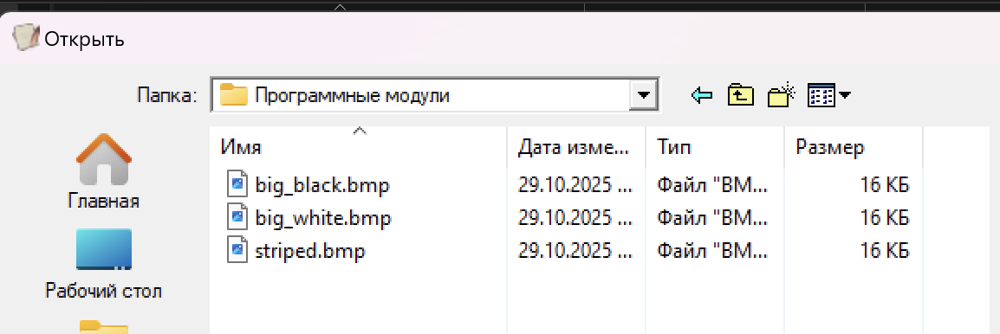 Открыть
Папка: Программные модули
Имя Дата изме... Тип Размер
big_black.bmp 29.10.2025 ... Файл "BM... 16 КБ
big_white.bmp 29.10.2025 ... Файл "BM... 16 КБ
striped.bmp 29.10.2025 ... Файл "BM... 16 КБ
Главная
Рабочий стол